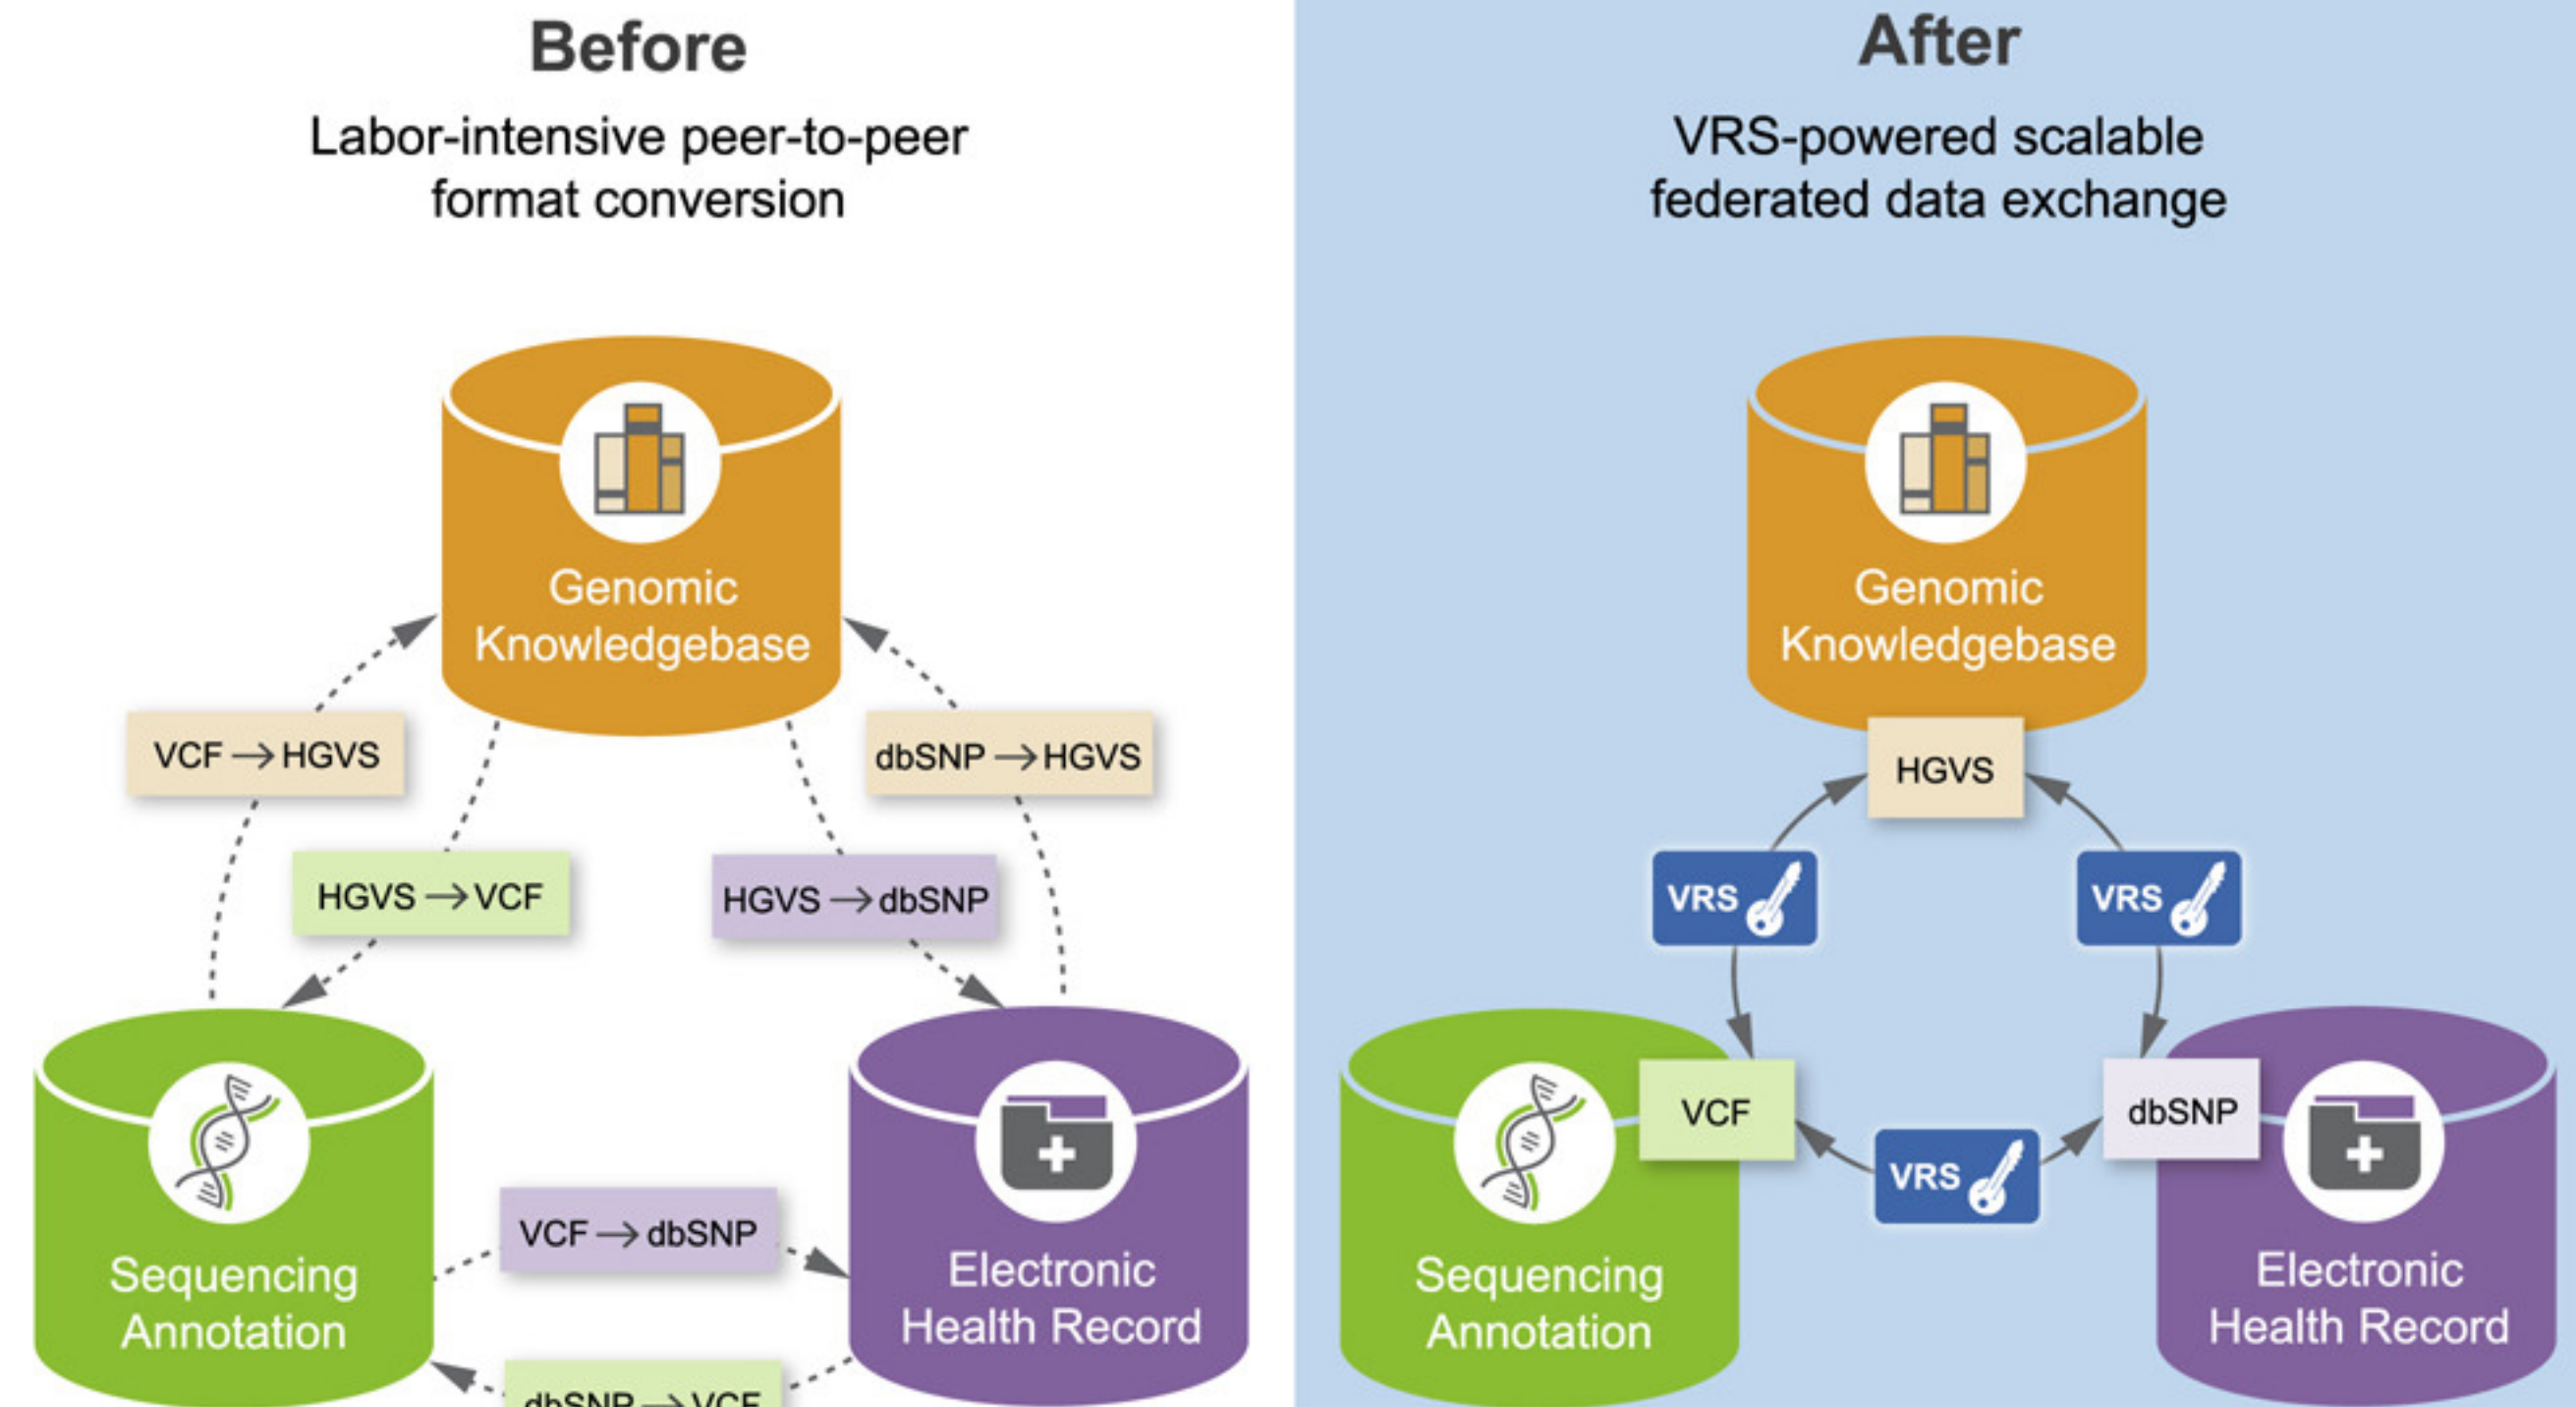 Before
Labor-intensive peer-to-peer
format conversion
Genomic
Knowledgebase
VCF → HGVS
dbSNP → HGVS
HGVS → VCF
HGVS → dbSNP
Sequencing
Annotation
VCF → dbSNP
Electronic
Health Record
dbSNP → VCF
After
VRS-powered scalable
federated data exchange
Genomic
Knowledgebase
HGVS
VRS
VRS
VCF
dbSNP
VRS
Sequencing
Annotation
Electronic
Health Record